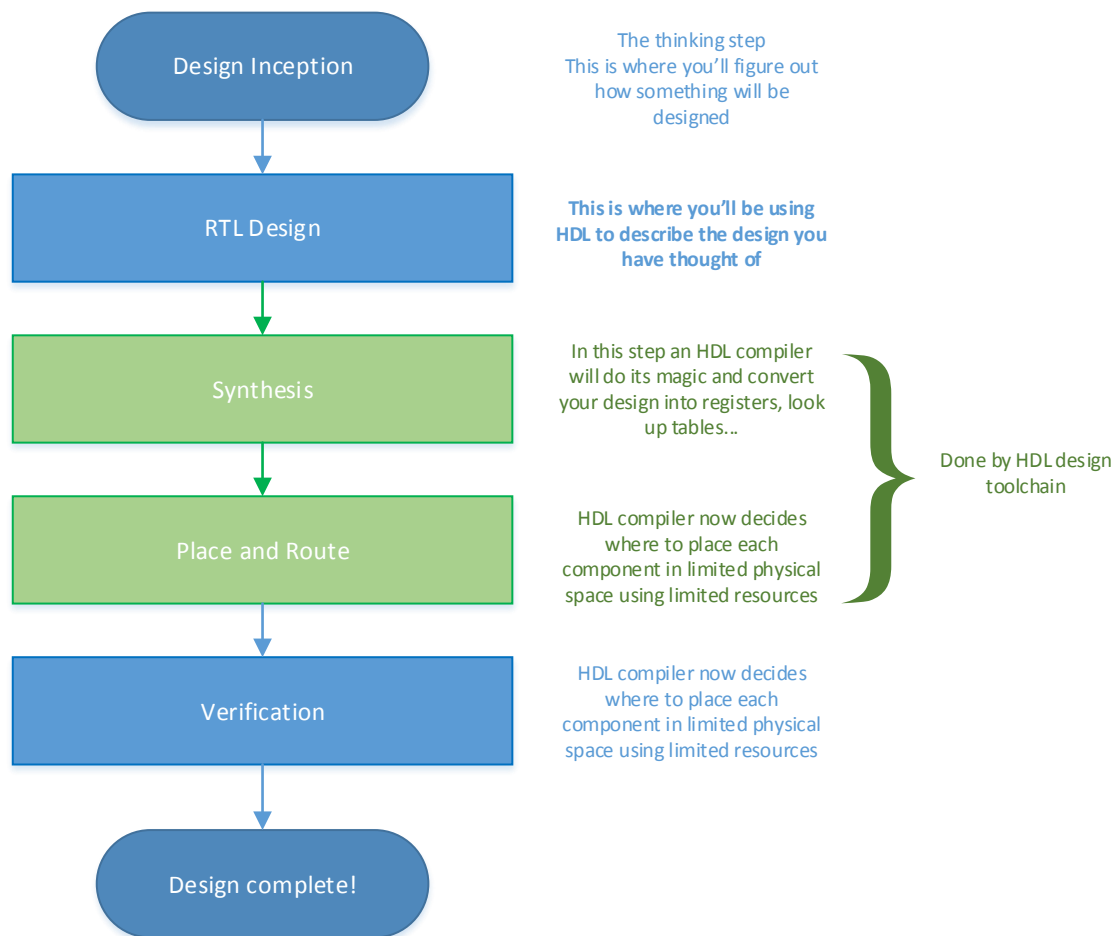 Design Inception
The thinking step
This is where you'll figure out
how something will be
designed
RTL Design
This is where you'll be using
HDL to describe the design you
have thought of
Synthesis
In this step an HDL compiler
will do its magic and convert
your design into registers, look
up tables...
Done by HDL design
toolchain
Place and Route
HDL compiler now decides
where to place each
component in limited physical
space using limited resources
Verification
HDL compiler now decides
where to place each
component in limited physical
space using limited resources
Design complete!